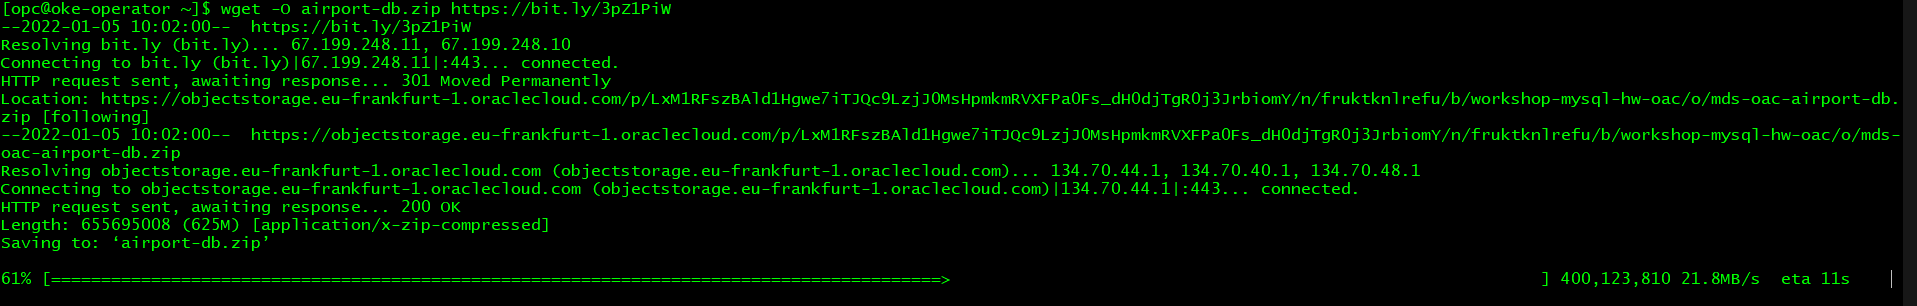 [opc@oke-operator ~]$ wget -O airport-db.zip https://bit.ly/3pZ1PiW
--2022-01-05 10:02:00--  https://bit.ly/3pZ1PiW
Resolving bit.ly (bit.ly)... 67.199.248.11, 67.199.248.10
Connecting to bit.ly (bit.ly)|67.199.248.11|:443... connected.
HTTP request sent, awaiting response... 301 Moved Permanently
Location: https://objectstorage.eu-frankfurt-1.oraclecloud.com/p/LxM1RFszBAld1Hgwe7iTJQc9LzjJ0MsHpmkmRVXFPa0Fs_dH0djTgR0j3JrbiomY/n/fruktknlrefu/b/workshop-mysql-hw-oac/o/mds-oac-airport-db.
zip [following]
--2022-01-05 10:02:00--  https://objectstorage.eu-frankfurt-1.oraclecloud.com/p/LxM1RFszBAld1Hgwe7iTJQc9LzjJ0MsHpmkmRVXFPa0Fs_dH0djTgR0j3JrbiomY/n/fruktknlrefu/b/workshop-mysql-hw-oac/o/mds-
oac-airport-db.zip
Resolving objectstorage.eu-frankfurt-1.oraclecloud.com (objectstorage.eu-frankfurt-1.oraclecloud.com)... 134.70.44.1, 134.70.40.1, 134.70.48.1
Connecting to objectstorage.eu-frankfurt-1.oraclecloud.com (objectstorage.eu-frankfurt-1.oraclecloud.com)|134.70.44.1|:443... connected.
HTTP request sent, awaiting response... 200 OK
Length: 655695008 (625M) [application/x-zip-compressed]
Saving to: ‘airport-db.zip’
61% [=========================================================================================>                                                           ] 400,123,810 21.8MB/s  eta 11s